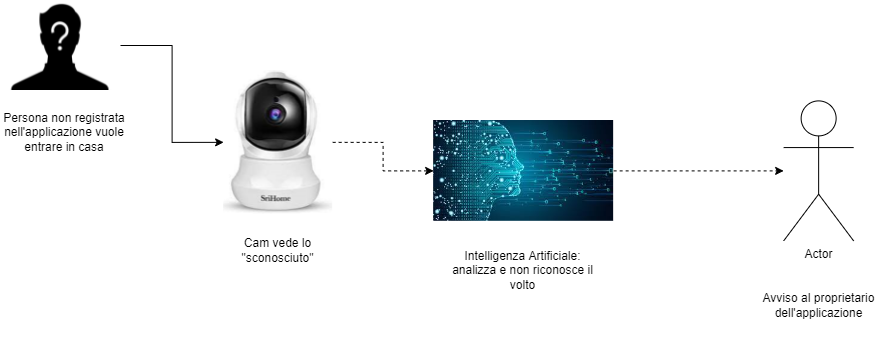 Persona non registrata
nell'applicazione vuole
entrare in casa
SriHome
Cam vede lo
"sconosciuto"
Intelligenza Artificiale:
analizza e non riconosce il
volto
Actor
Avviso al proprietario
dell'applicazione